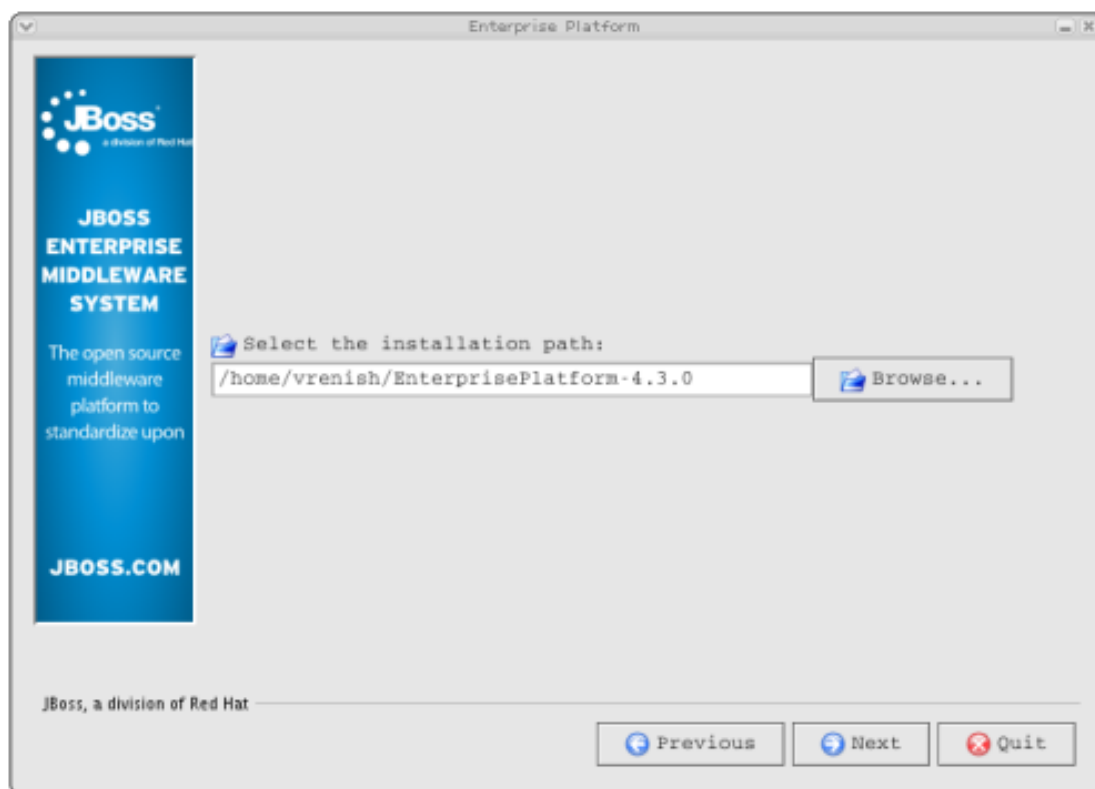 Enterprise Platform
JBoss
a division of Red Hat
JBOSS
ENTERPRISE
MIDDLEWARE
SYSTEM
The open source
middleware
platform to
standardize upon
JBOSS.COM
Select the installation path:
/home/vrenish/EnterprisePlatform-4.3.0
Browse...
JBoss, a division of Red Hat
Previous
Next
Quit